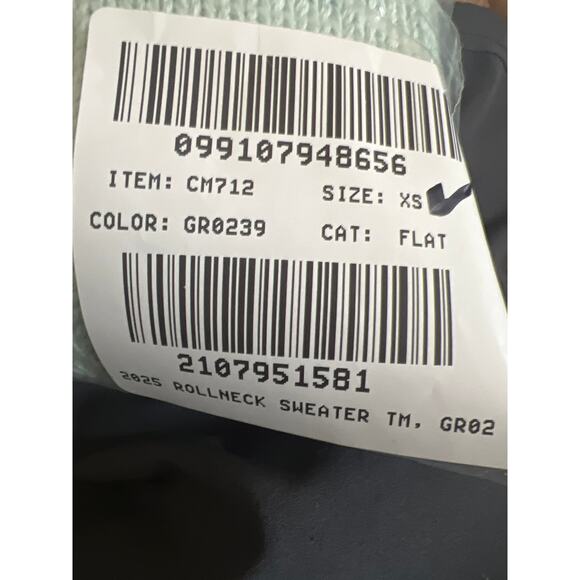 099107948656
ITEM: CM712 SIZE: XS
COLOR: GR0239 CAT: FLAT
2107951581
2025 ROLLNECK SWEATER TM, GR02